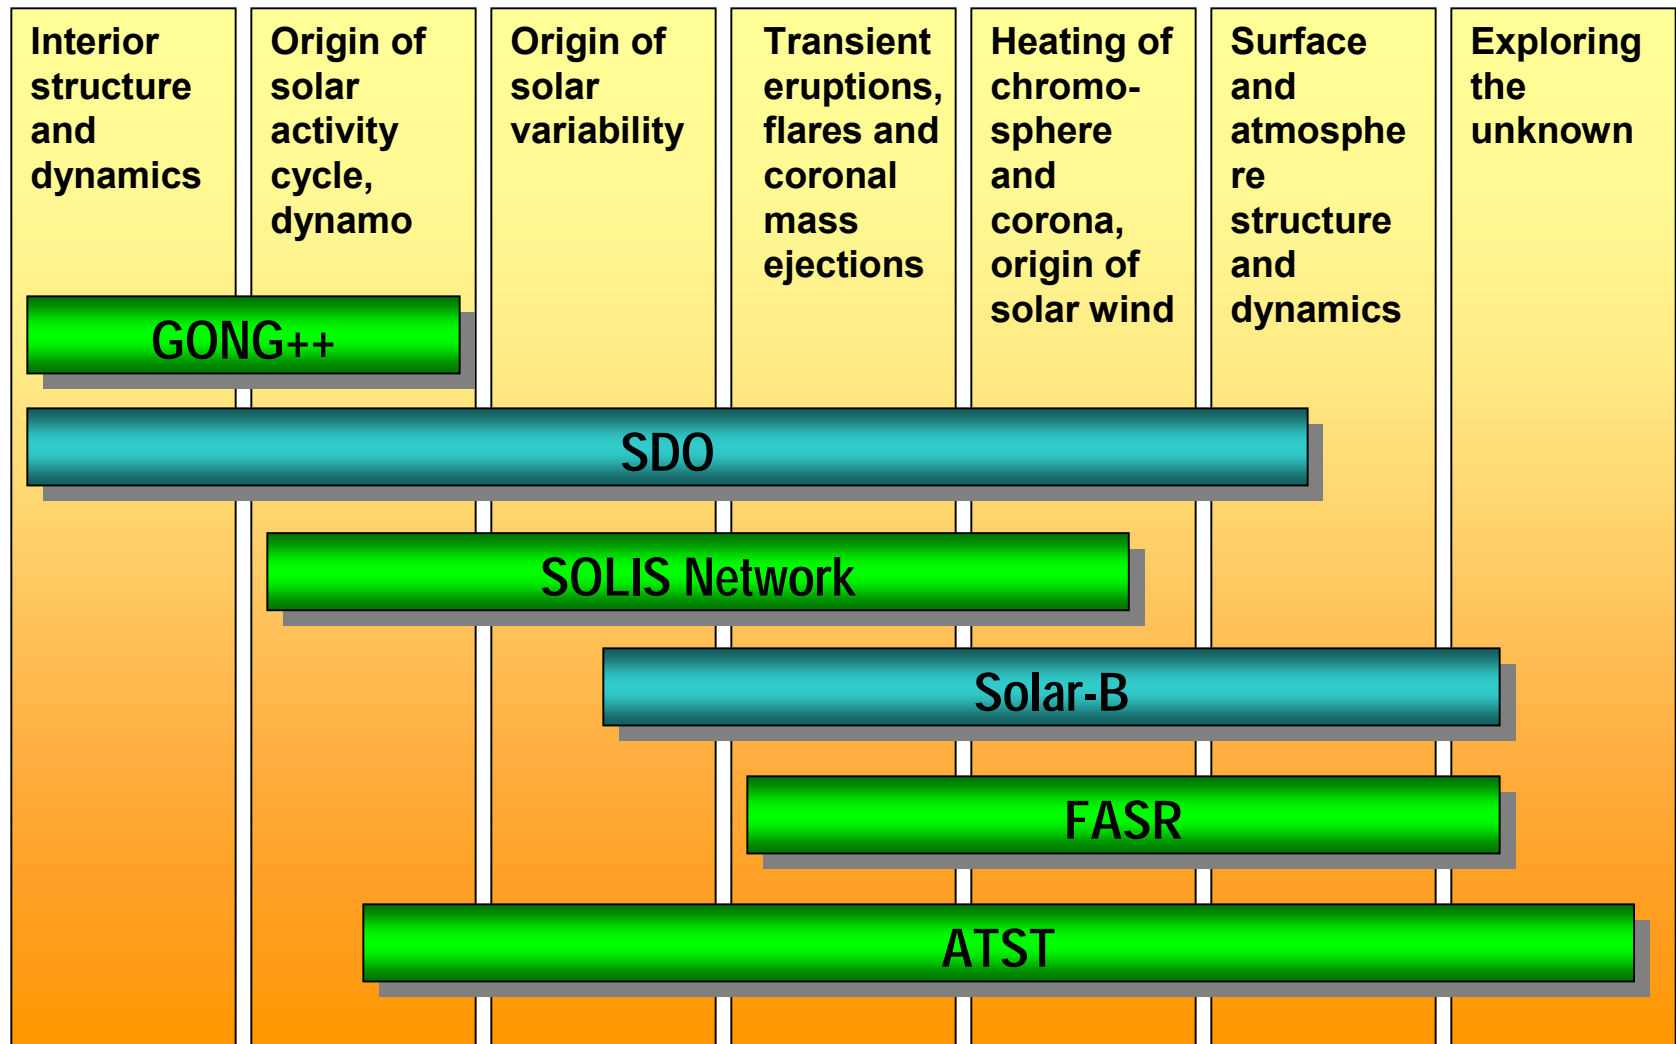 Interior
structure
and
dynamics
Origin of
solar
activity
cycle,
dynamo
Origin of
solar
variability
Transient
eruptions,
flares and
coronal
mass
ejections
Heating of
chromo-
sphere
and
corona,
origin of
solar wind
Surface
and
atmosphe
re
structure
and
dynamics
Exploring
the
unknown
GONG++
SDO
SOLIS Network
Solar-B
FASR
ATST